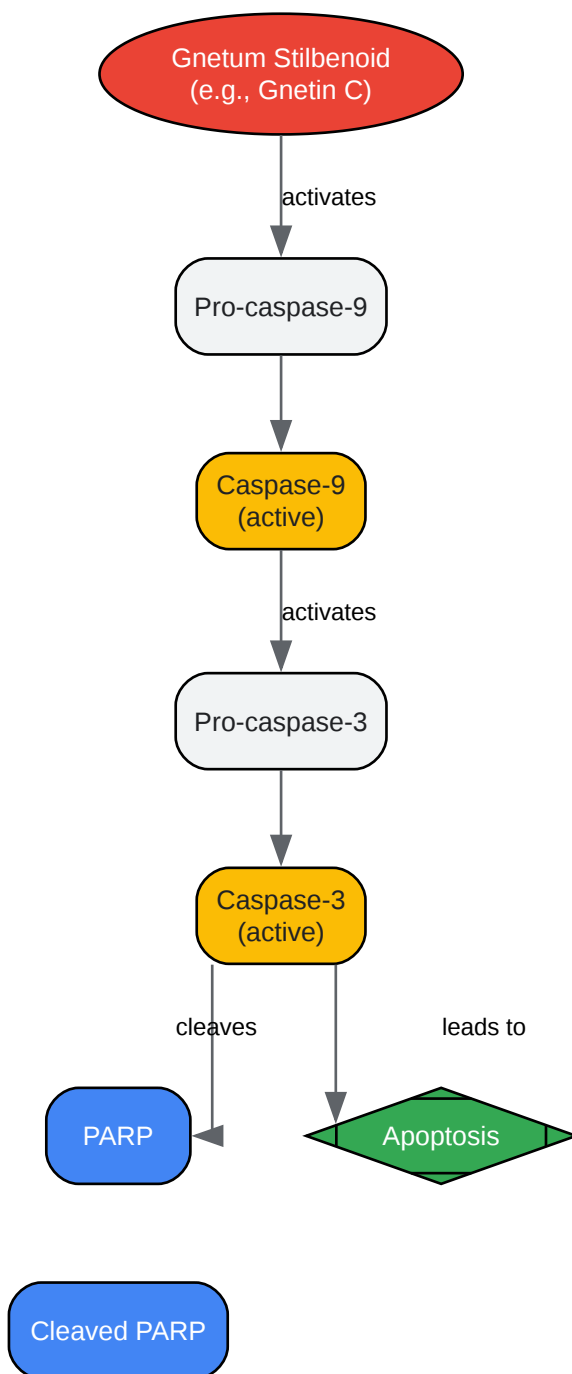 Gnetum Stilbenoid
(e.g., Gnetin C)
activates
Pro-caspase-9
Caspase-9
(active)
activates
Pro-caspase-3
Caspase-3
(active)
cleaves
leads to
PARP
Apoptosis
Cleaved PARP